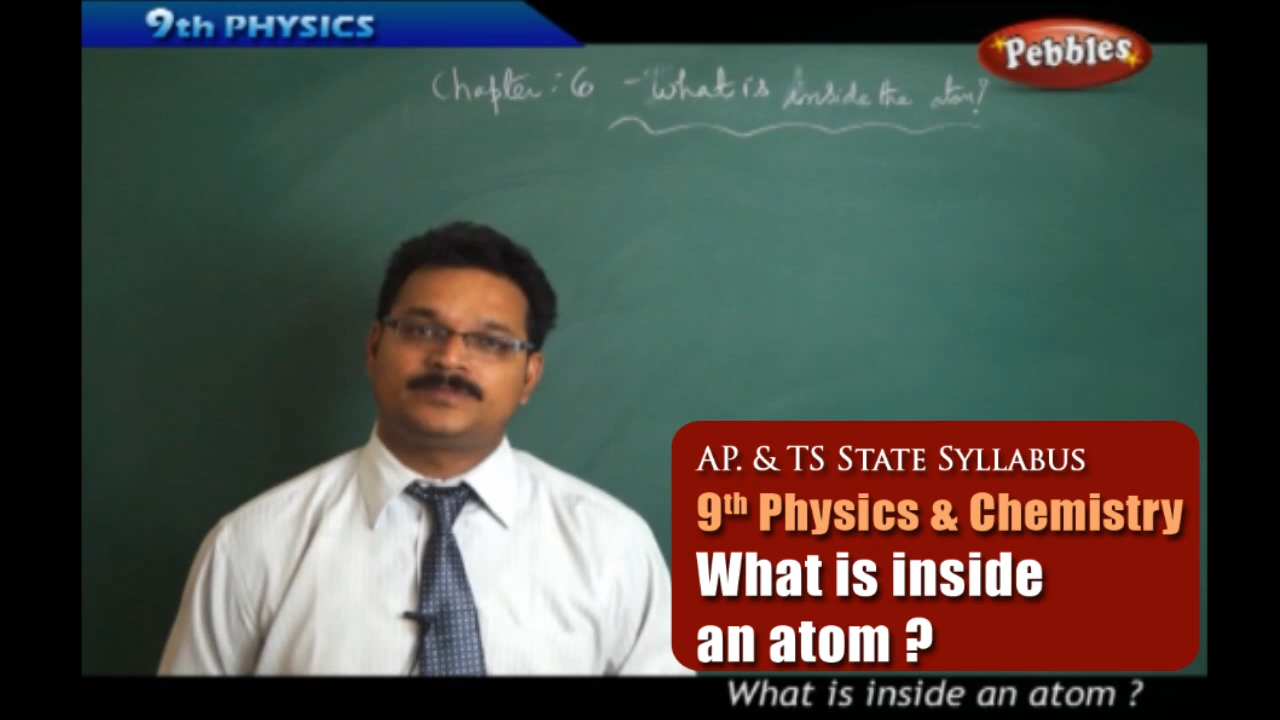 9th PHYSICS
Pebbles
Chapter : 6 - What is inside the atom?
AP. & TS STATE SYLLABUS
9th Physics & Chemistry
What is inside
an atom ?
What is inside an atom ?